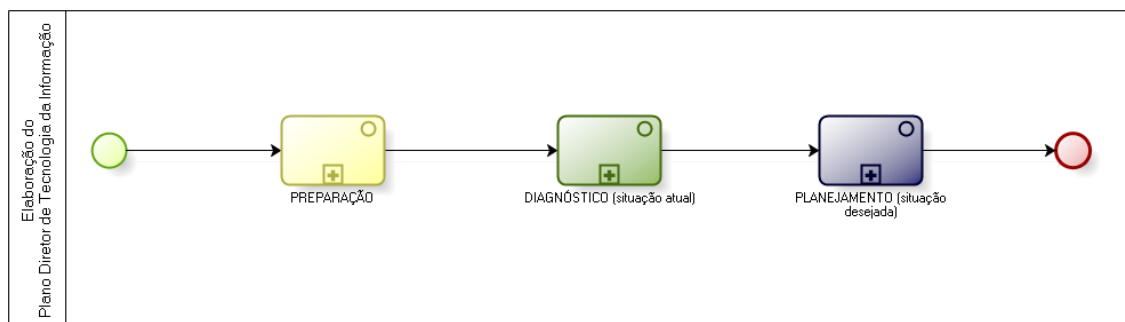 Elaboração do
Plano Diretor de Tecnologia da Informação
PREPARAÇÃO
DIAGNÓSTICO (situação atual)
PLANEJAMENTO (situação
desejada)